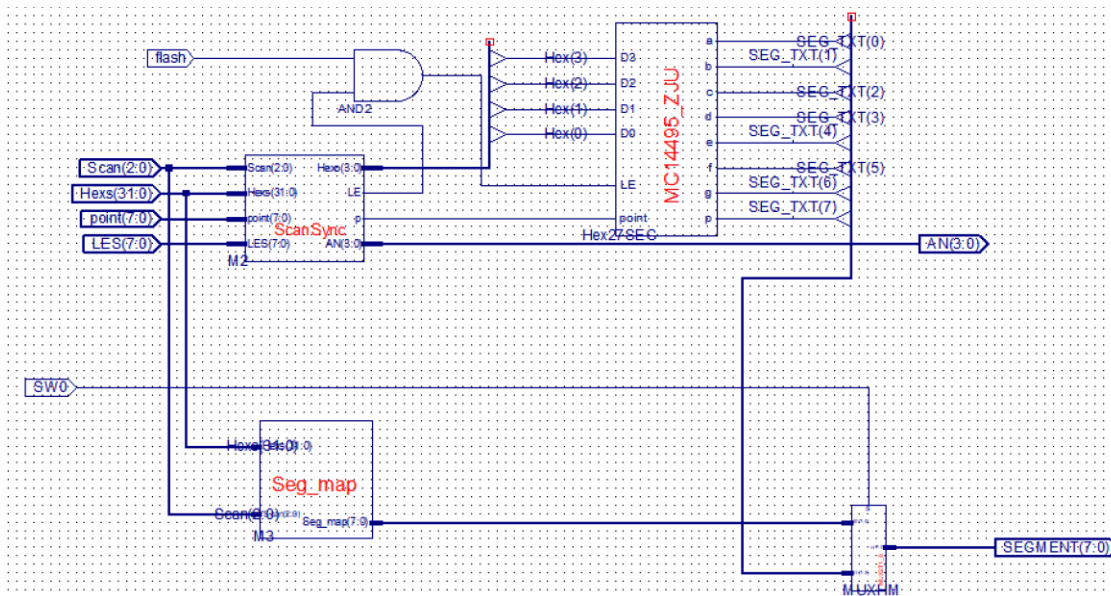 flash
AND2
Hex(3)
Hex(2)
Hex(1)
Hex(0)
D3
D2
D1
D0
LE
point
MC14495_ZJU
Hex27SEG
a
b
c
d
e
f
g
p
SEG_TXT(0)
SEG_TXT(1)
SEG_TXT(2)
SEG_TXT(3)
SEG_TXT(4)
SEG_TXT(5)
SEG_TXT(6)
SEG_TXT(7)
Scan(2:0)
Hexs(31:0)
point(7:0)
LES(7:0)
Scan(2:0)
Hexs(31:0)
point(7:0)
LES(7:0)
Hexo(3:0)
LE
p
AN(3:0)
ScanSync
M2
AN(3:0)
SW0
Hexs(31:0)
Seg_map
Scan(2:0)
Seg_map(7:0)
M3
SEGMENT(7:0)
MUXHM